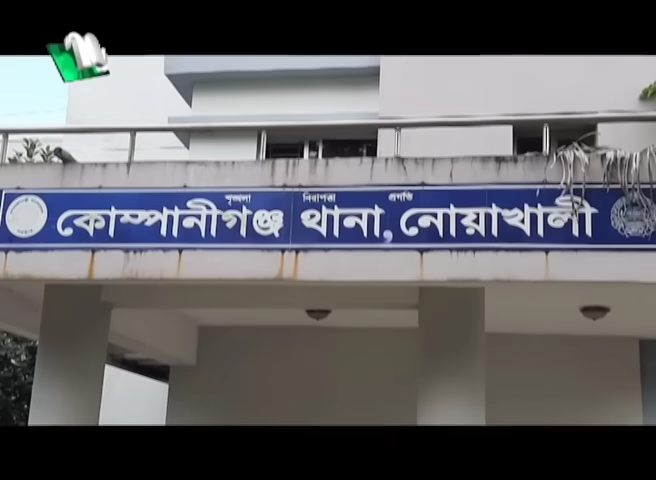 শৃঙ্খলা নিরাপত্তা প্রগতি
কোম্পানীগঞ্জ থানা, নোয়াখালী